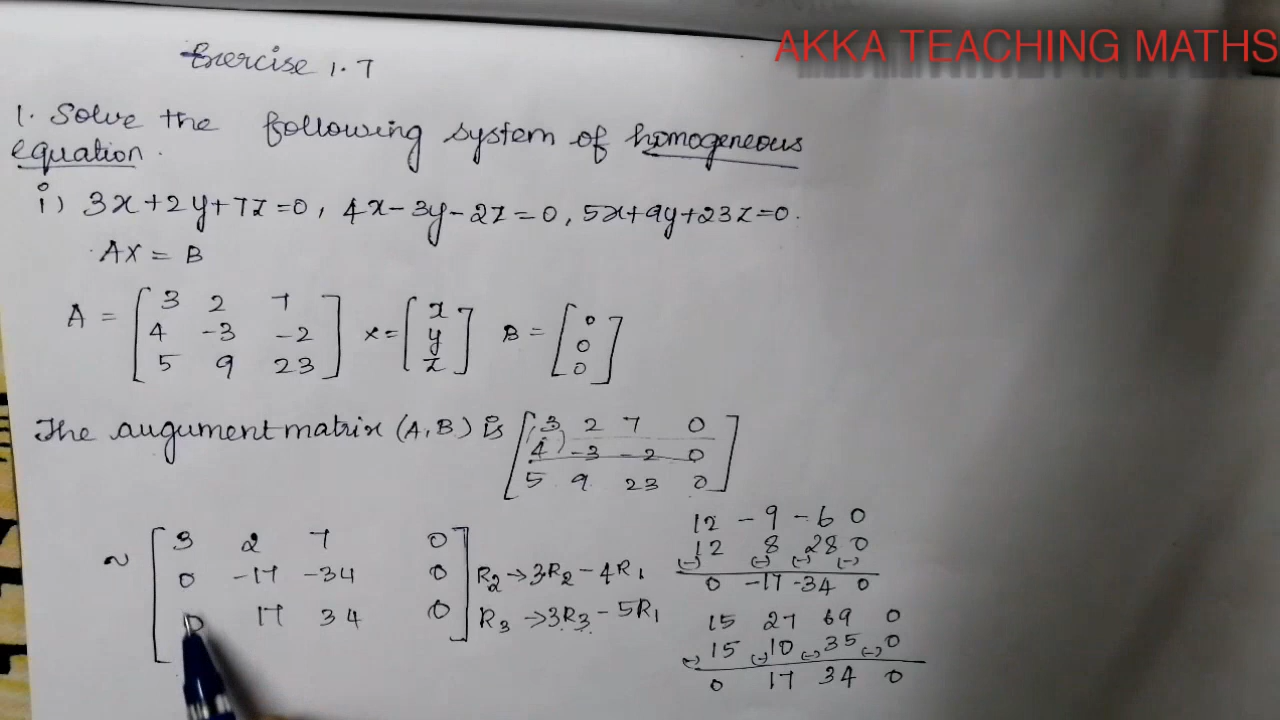 AKKA TEACHING MATHS
Exercise 1.7
1. Solve the following system of homogeneous
equation.
i) 3x+2y+7z=0, 4x-3y-2z=0, 5x+9y+23z=0.
AX = B
A = [3 2 7
4 -3 -2
5 9 23] x = [x
y
z] B = [0
0
0]
The augument matrix (A,B) is [3 2 7 0
4 -3 -2 0
5 9 23 0]
~ [3 2 7 0
0 -17 -34 0] R2→3R2-4R1
0 17 34 0] R3→3R3-5R1
12 -9 -6 0
(-)12 (-)8 (-)28 (-)0
0 -17 -34 0
15 27 69 0
(-)15 (-)10 (-)35 (-)0
0 17 34 0